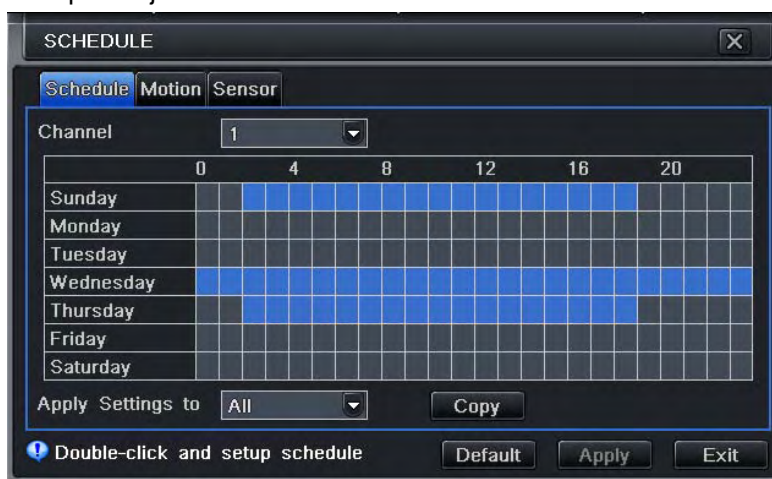 SCHEDULE
Schedule Motion Sensor
Channel 1
0 4 8 12 16 20
Sunday
Monday
Tuesday
Wednesday
Thursday
Friday
Saturday
Apply Settings to All Copy
Double-click and setup schedule Default Apply Exit